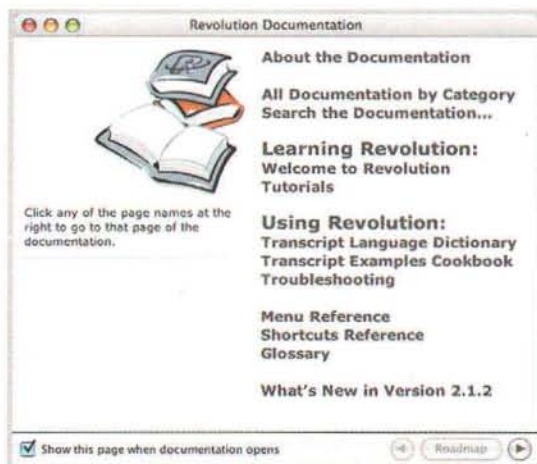 Revolution Documentation
About the Documentation
All Documentation by Category
Search the Documentation...
Learning Revolution:
Welcome to Revolution
Tutorials
Click any of the page names at the
right to go to that page of the
documentation.
Using Revolution:
Transcript Language Dictionary
Transcript Examples Cookbook
Troubleshooting
Menu Reference
Shortcuts Reference
Glossary
What's New in Version 2.1.2
Show this page when documentation opens
Roadmap